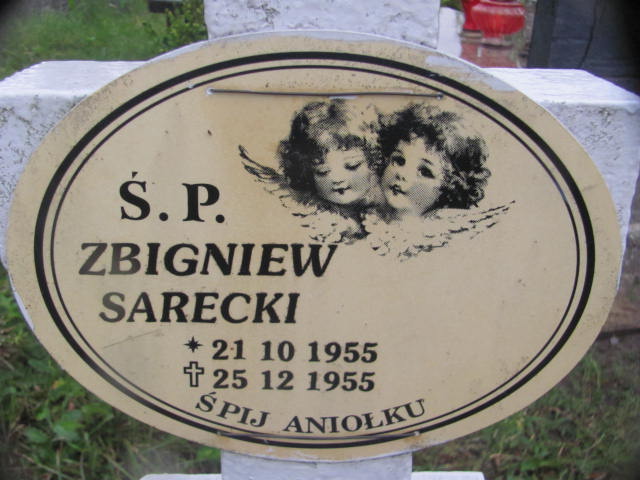 Ś. P.
ZBIGNIEW
SARECKI
* 21 10 1955
✝ 25 12 1955
ŚPIJ ANIOŁKU